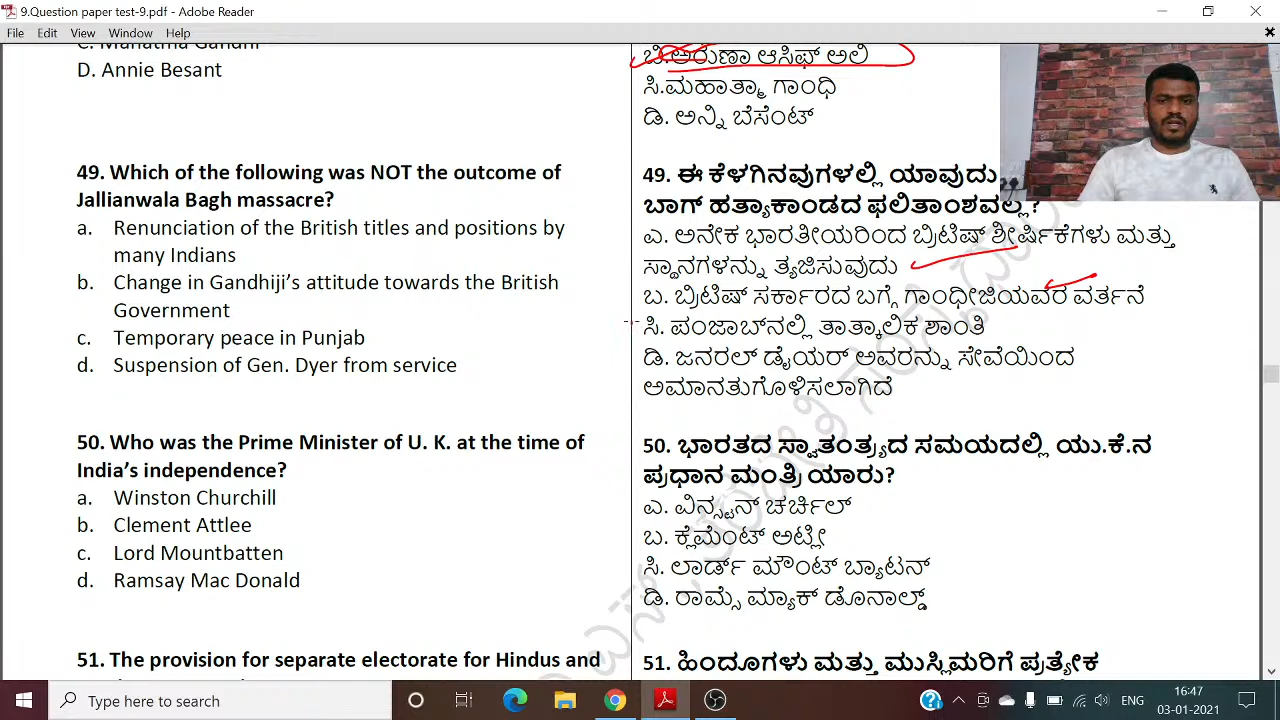 9.Question paper test-9.pdf - Adobe Reader
File Edit View Window Help
C. Mahatma Gandhi
D. Annie Besant
49. Which of the following was NOT the outcome of
Jallianwala Bagh massacre?
a. Renunciation of the British titles and positions by
many Indians
b. Change in Gandhiji’s attitude towards the British
Government
c. Temporary peace in Punjab
d. Suspension of Gen. Dyer from service
50. Who was the Prime Minister of U. K. at the time of
India’s independence?
a. Winston Churchill
b. Clement Attlee
c. Lord Mountbatten
d. Ramsay Mac Donald
51. The provision for separate electorate for Hindus and
ಬಿ.ಅರುಣಾ ಆಸಿಫ್ ಅಲಿ
ಸಿ.ಮಹಾತ್ಮಾ ಗಾಂಧಿ
ಡಿ. ಅನ್ನಿ ಬೆಸೆಂಟ್
49. ಈ ಕೆಳಗಿನವುಗಳಲ್ಲಿ ಯಾವುದು
ಬಾಗ್ ಹತ್ಯಾಕಾಂಡದ ಫಲಿತಾಂಶವಲ್ಲ?
ಎ. ಅನೇಕ ಭಾರತೀಯರಿಂದ ಬ್ರಿಟಿಷ್ ಶೀರ್ಷಿಕೆಗಳು ಮತ್ತು
ಸ್ಥಾನಗಳನ್ನು ತ್ಯಜಿಸುವುದು
ಬ. ಬ್ರಿಟಿಷ್ ಸರ್ಕಾರದ ಬಗ್ಗೆ ಗಾಂಧೀಜಿಯವರ ವರ್ತನೆ
ಸಿ. ಪಂಜಾಬ್‌ನಲ್ಲಿ ತಾತ್ಕಾಲಿಕ ಶಾಂತಿ
ಡಿ. ಜನರಲ್ ಡೈಯರ್ ಅವರನ್ನು ಸೇವೆಯಿಂದ
ಅಮಾನತುಗೊಳಿಸಲಾಗಿದೆ
50. ಭಾರತದ ಸ್ವಾತಂತ್ರ್ಯದ ಸಮಯದಲ್ಲಿ ಯು.ಕೆ.ನ
ಪ್ರಧಾನ ಮಂತ್ರಿ ಯಾರು?
ಎ. ವಿನ್ಸ್ಟನ್ ಚರ್ಚಿಲ್
ಬ. ಕ್ಲೆಮೆಂಟ್ ಅಟ್ಲೀ
ಸಿ. ಲಾರ್ಡ್ ಮೌಂಟ್ ಬ್ಯಾಟನ್
ಡಿ. ರಾಮ್ಸೆ ಮ್ಯಾಕ್ ಡೊನಾಲ್ಡ್
51. ಹಿಂದೂಗಳು ಮತ್ತು ಮುಸ್ಲಿಮರಿಗೆ ಪ್ರತ್ಯೇಕ
Type here to search
ENG
16:47
03-01-2021